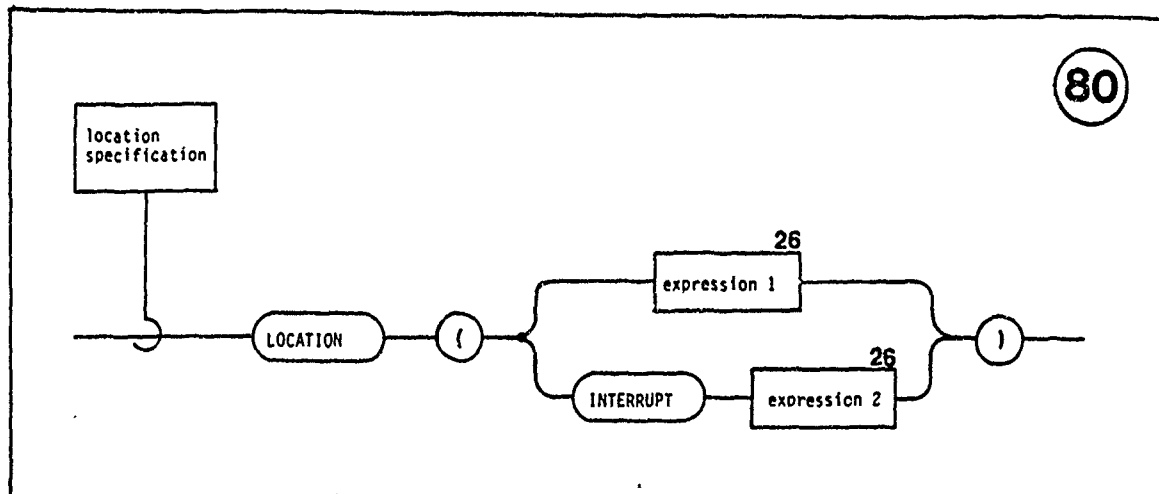 80
location
specification
26
expression 1
LOCATION
(
)
26
INTERRUPT
expression 2